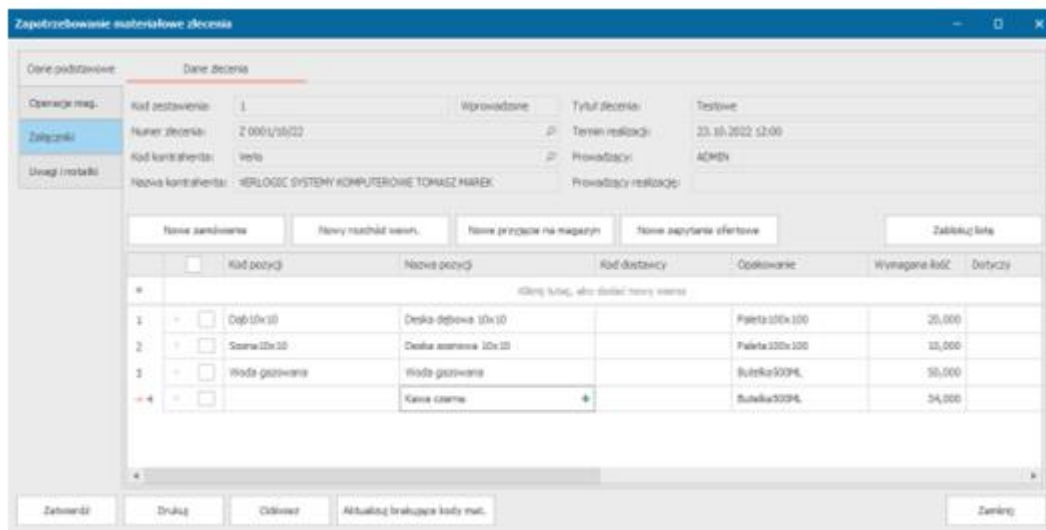 Zapotrzebowanie materiałowe zlecenia
Dane podstawowe
Dane zlecenia
Operacje mag.
Załączniki
Uwagi i notatki
Kod zestawienia: 1 Wprowadzone Tytuł zlecenia: Testowe
Numer zlecenia: Z 0001/10/22 Termin realizacji: 23.10.2022 12:00
Kod kontrahenta: Verlo Prowadzący: ADMIN
Nazwa kontrahenta: VERLOGIC SYSTEMY KOMPUTEROWE TOMASZ MAREK Prowadzący realizację:
Nowe zamówienie Nowy rozchód wewn. Nowe przyjęcie na magazyn Nowe zapytanie ofertowe Zablokuj listę
Kod pozycji Nazwa pozycji Kod dostawcy Opakowanie Wymagana ilość Dotyczy
Kliknij tutaj, aby dodać nowy wiersz
1 Dąb10x10 Deska dębowa 10x10 Paleta100x100 20,000
2 Sosna10x10 Deska sosnowa 10x10 Paleta100x100 10,000
3 Woda gazowana Woda gazowana Butelka500ML 50,000
4 Kawa czarna Butelka500ML 34,000
Zatwierdź Drukuj Odśwież Aktualizuj brakujące kody mat. Zamknij